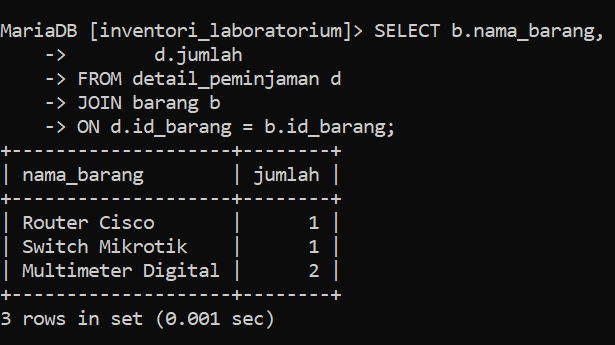 MariaDB [inventori_laboratorium]> SELECT b.nama_barang,
    ->        d.jumlah
    -> FROM detail_peminjaman d
    -> JOIN barang b
    -> ON d.id_barang = b.id_barang;
+--------------------+--------+
| nama_barang        | jumlah |
+--------------------+--------+
| Router Cisco       |      1 |
| Switch Mikrotik    |      1 |
| Multimeter Digital |      2 |
+--------------------+--------+
3 rows in set (0.001 sec)